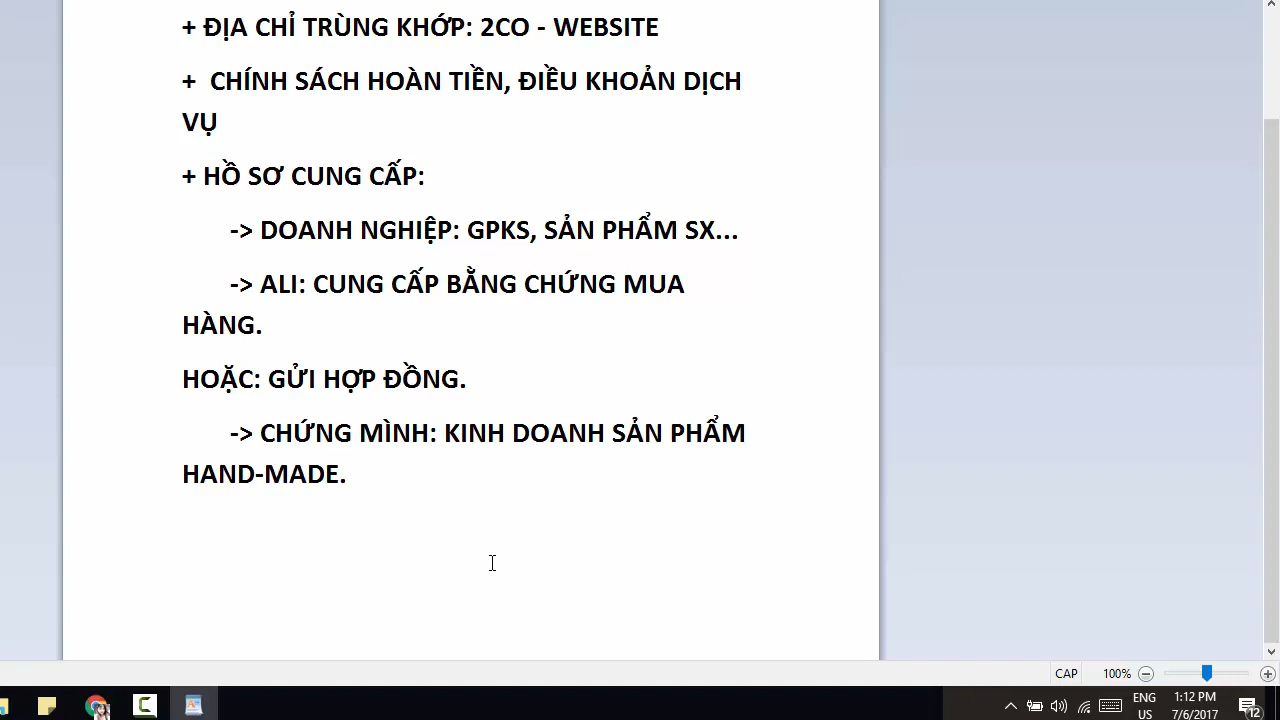 + ĐỊA CHỈ TRÙNG KHỚP: 2CO - WEBSITE
+  CHÍNH SÁCH HOÀN TIỀN, ĐIỀU KHOẢN DỊCH
VỤ
+ HỒ SƠ CUNG CẤP:
-> DOANH NGHIỆP: GPKS, SẢN PHẨM SX...
-> ALI: CUNG CẤP BẰNG CHỨNG MUA
HÀNG.
HOẶC: GỬI HỢP ĐỒNG.
-> CHỨNG MÌNH: KINH DOANH SẢN PHẨM
HAND-MADE.
CAP 100%
ENG 1:12 PM
US 7/6/2017 12